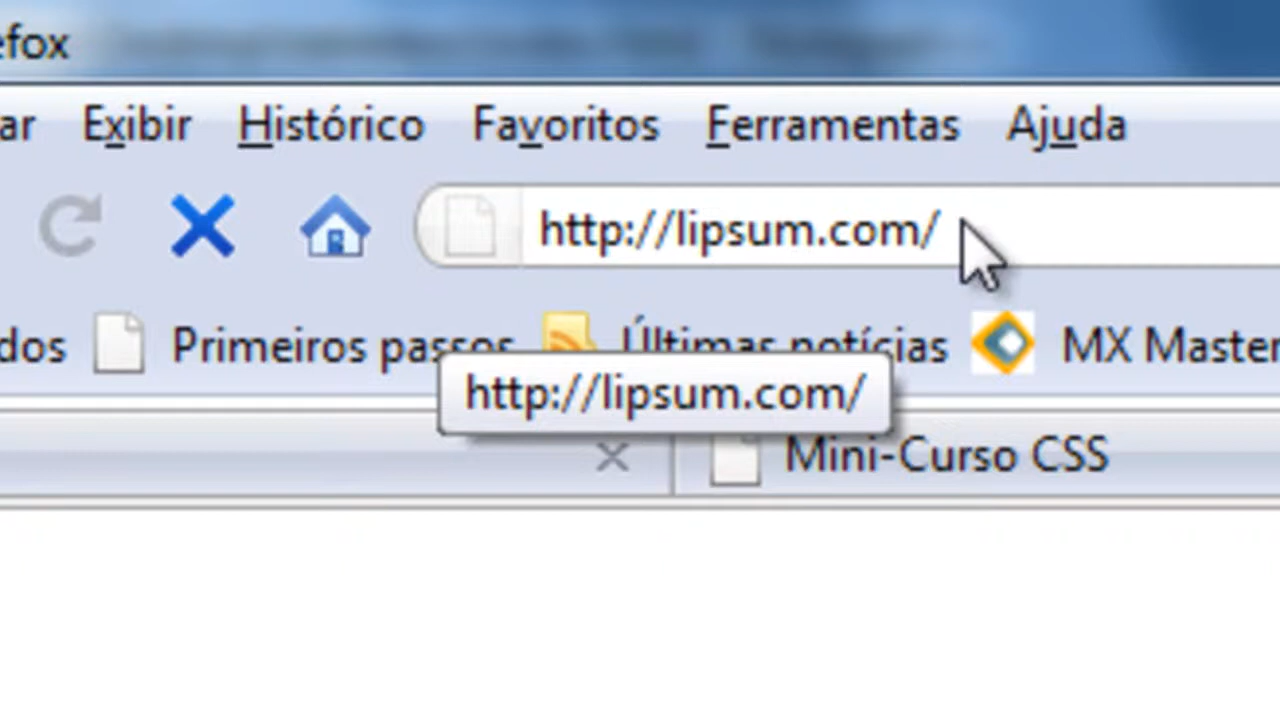 efox
ar Exibir Histórico Favoritos Ferramentas Ajuda
http://lipsum.com/
dos Primeiros passos Últimas notícias MX Master
http://lipsum.com/
Mini-Curso CSS